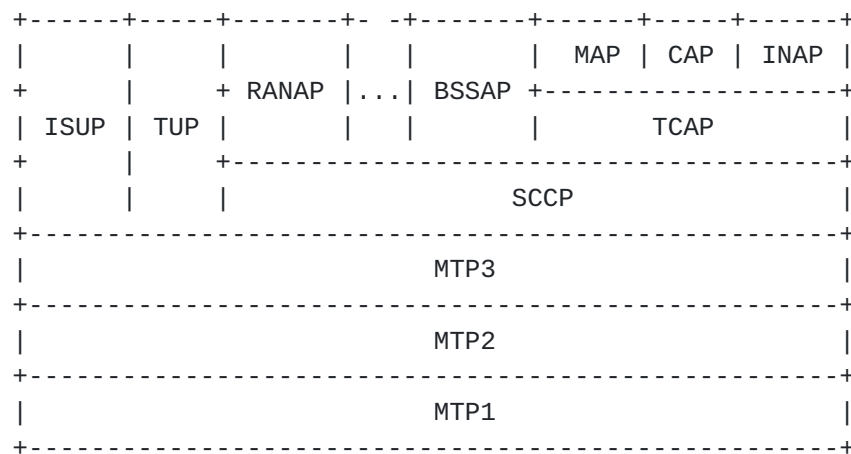 MAP | CAP | INAP
RANAP |...| BSSAP
ISUP | TUP | TCAP
SCCP
MTP3
MTP2
MTP1